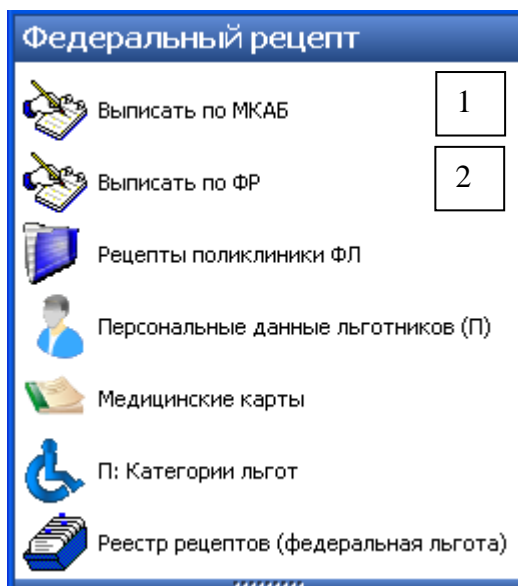 Федеральный рецепт
Выписать по МКАБ 1
Выписать по ФР 2
Рецепты поликлиники ФЛ
Персональные данные льготников (П)
Медицинские карты
П: Категории льгот
Реестр рецептов (федеральная льгота)